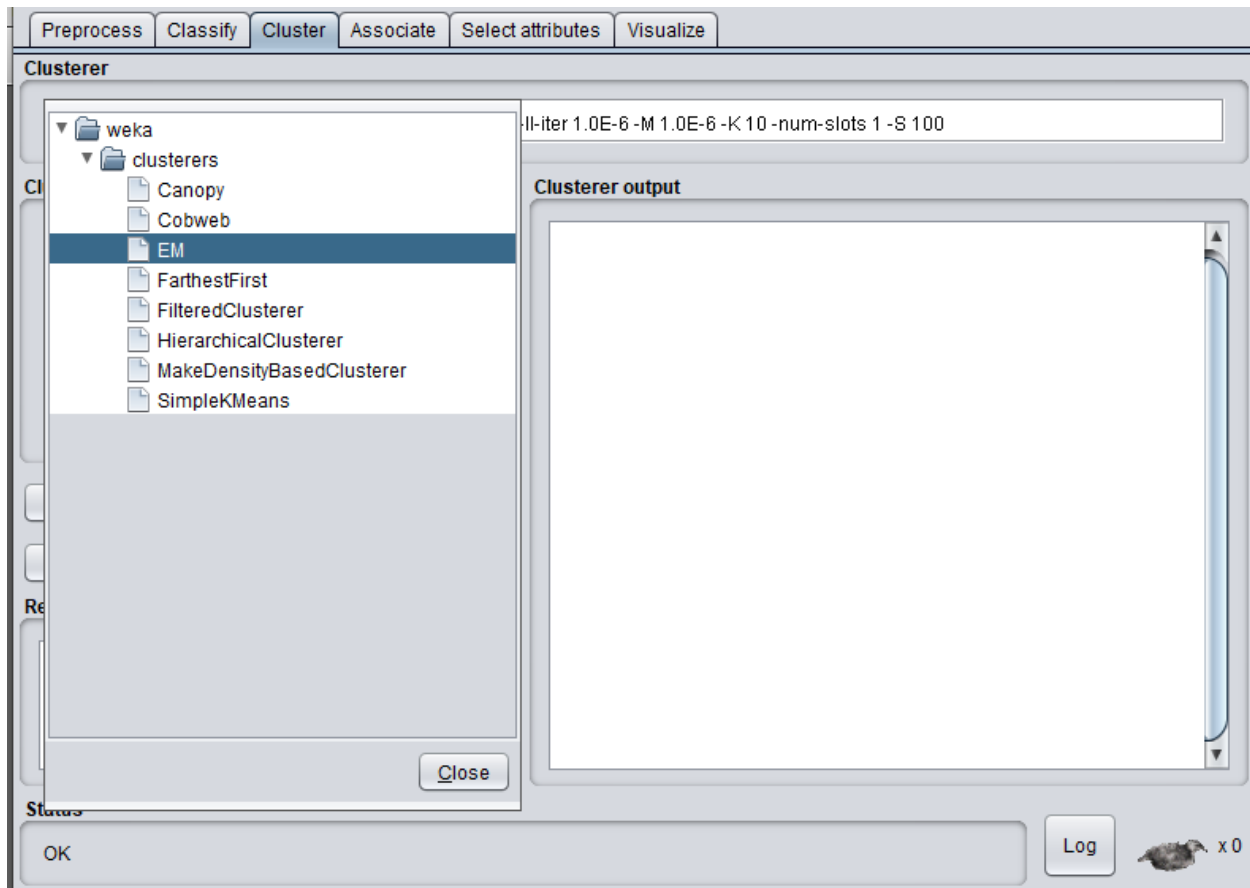 Preprocess Classify Cluster Associate Select attributes Visualize
Clusterer
-ll-iter 1.0E-6 -M 1.0E-6 -K 10 -num-slots 1 -S 100
weka
clusterers
Canopy
Cobweb
EM
FarthestFirst
FilteredClusterer
HierarchicalClusterer
MakeDensityBasedClusterer
SimpleKMeans
Close
Cl
Re
Clusterer output
Status
OK
Log
x 0